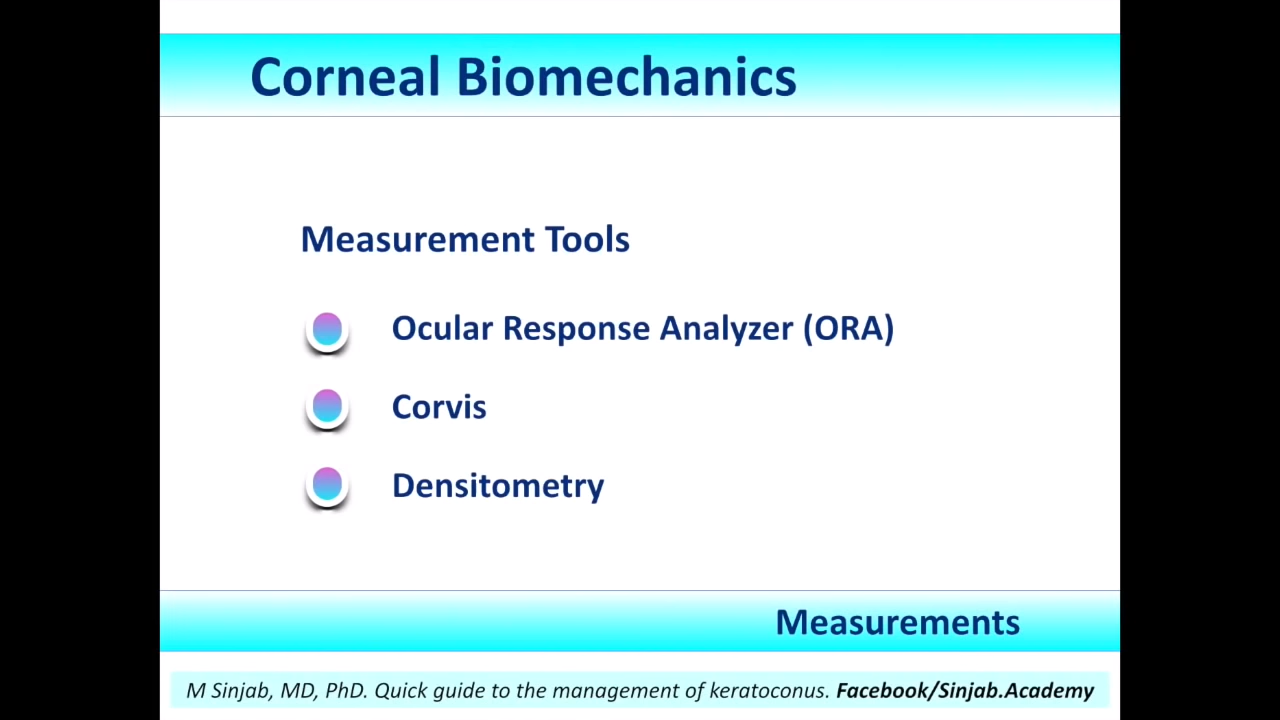 Corneal Biomechanics
Measurement Tools
Ocular Response Analyzer (ORA)
Corvis
Densitometry
Measurements
M Sinjab, MD, PhD. Quick guide to the management of keratoconus. Facebook/Sinjab.Academy